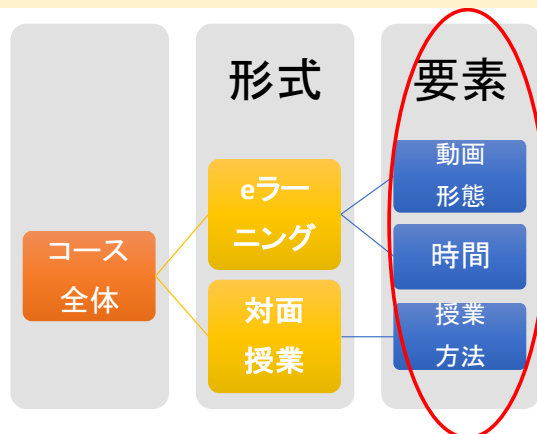 形式
要素
コース
全体
eラー
ニング
対面
授業
動画
形態
時間
授業
方法